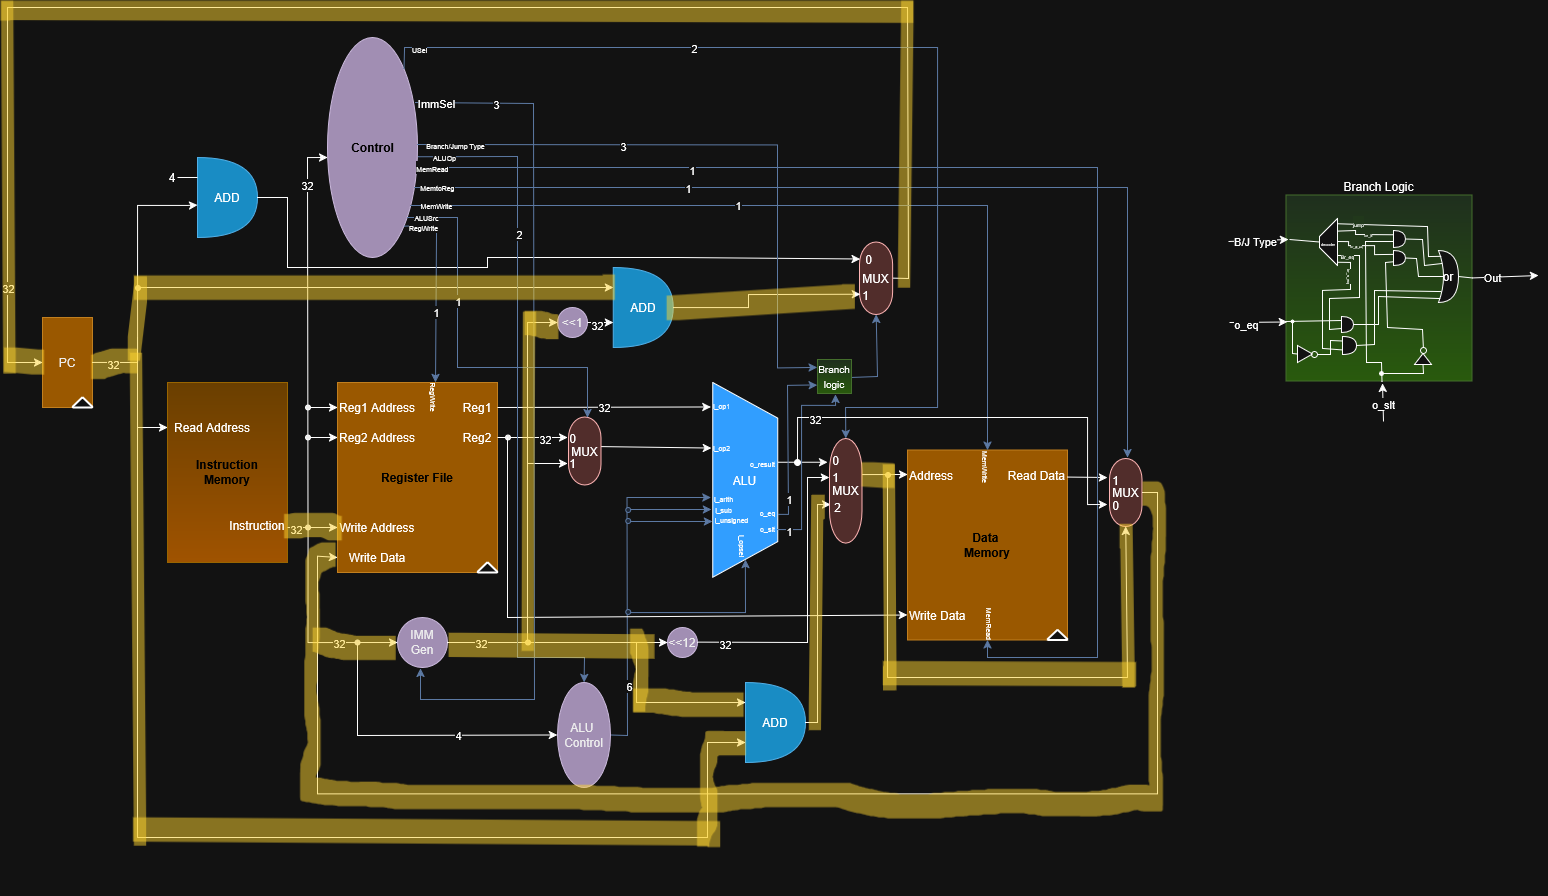 USel
2
ImmSel
3
Branch/Jump Type
3
Control
ALUOp
MemRead
1
MemtoReg
1
MemWrite
1
ALUSrc
RegWrite
4
ADD
32
2
Branch Logic
B/J Type
or
Out
o_eq
o_slt
0
MUX
1
32
1
1
ADD
<<1
32
PC
32
Branch
logic
Read Address
Instruction
Memory
Instruction
32
RegWrite
Reg1 Address
Reg1
Reg2 Address
Reg2
Register File
Write Address
Write Data
32
32
0
MUX
1
i_op1
i_op2
o_result
ALU
i_arith
i_sub
i_unsigned
o_eq
o_slt
i_opsel
1
1
32
0
1
MUX
2
MemWrite
Address
Read Data
Data
Memory
Write Data
MemRead
1
MUX
0
32
IMM
Gen
32
<<12
32
6
4
ALU
Control
ADD